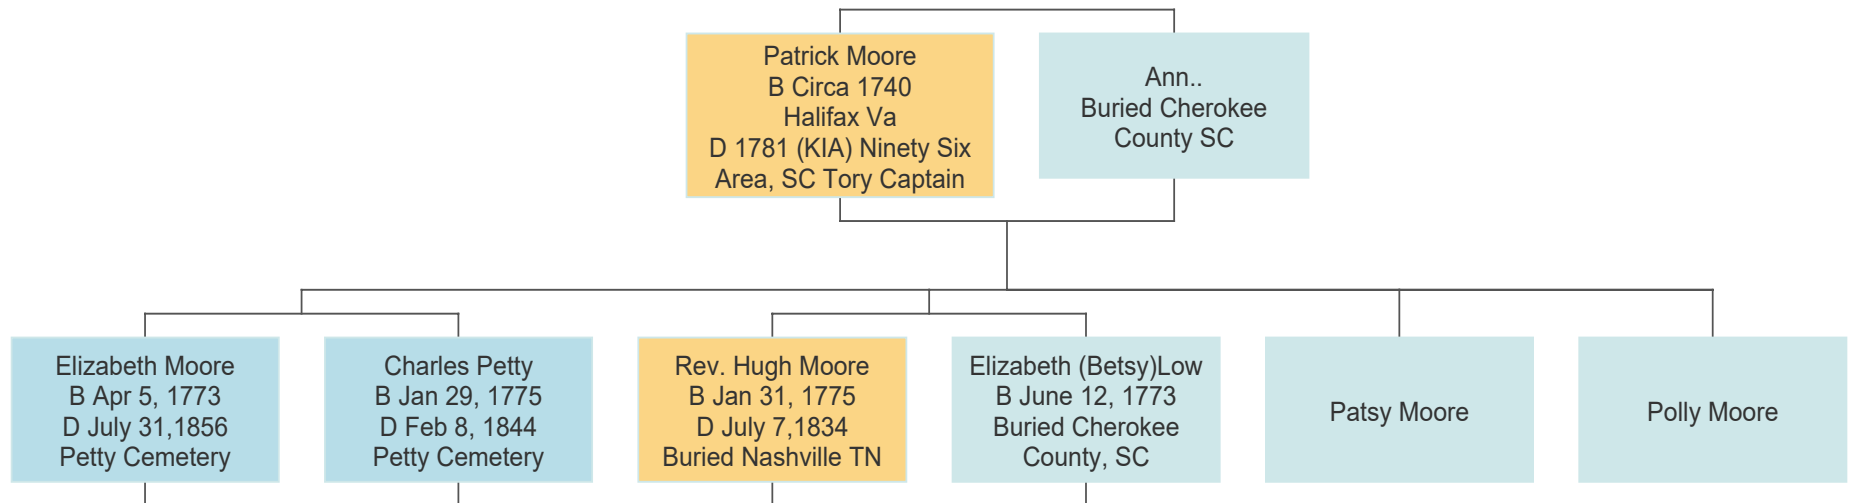 Patrick Moore
B Circa 1740
Halifax Va
D 1781 (KIA) Ninety Six
Area, SC Tory Captain
Ann..
Buried Cherokee
County SC
Elizabeth Moore
B Apr 5, 1773
D July 31,1856
Petty Cemetery
Charles Petty
B Jan 29, 1775
D Feb 8, 1844
Petty Cemetery
Rev. Hugh Moore
B Jan 31, 1775
D July 7,1834
Buried Nashville TN
Elizabeth (Betsy)Low
B June 12, 1773
Buried Cherokee
County, SC
Patsy Moore
Polly Moore